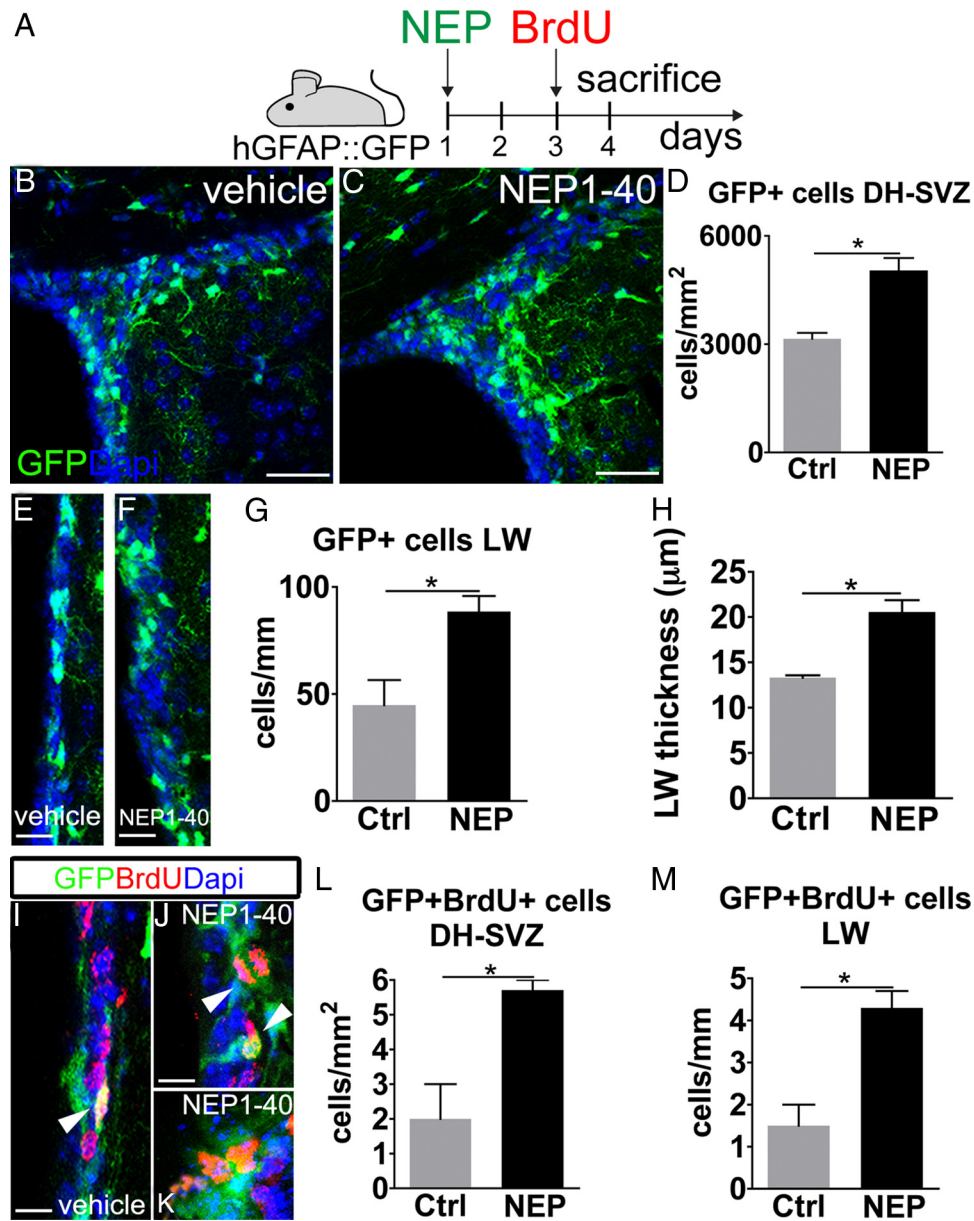 A
NEP BrdU
sacrifice
hGFAP::GFP 1 2 3 4 days
B vehicle
GFPDapi
C NEP1-40
D GFP+ cells DH-SVZ
cells/mm²
6000
3000
0
*
Ctrl NEP
E vehicle
F NEP1-40
G GFP+ cells LW
cells/mm
100
50
0
*
Ctrl NEP
H
LW thickness (µm)
25
20
15
10
5
0
*
Ctrl NEP
GFPBrdUDapi
I vehicle
J NEP1-40
NEP1-40
K
L GFP+BrdU+ cells
DH-SVZ
cells/mm²
6
5
4
3
2
1
0
*
Ctrl NEP
M GFP+BrdU+ cells
LW
cells/mm
5
4
3
2
1
0
*
Ctrl NEP